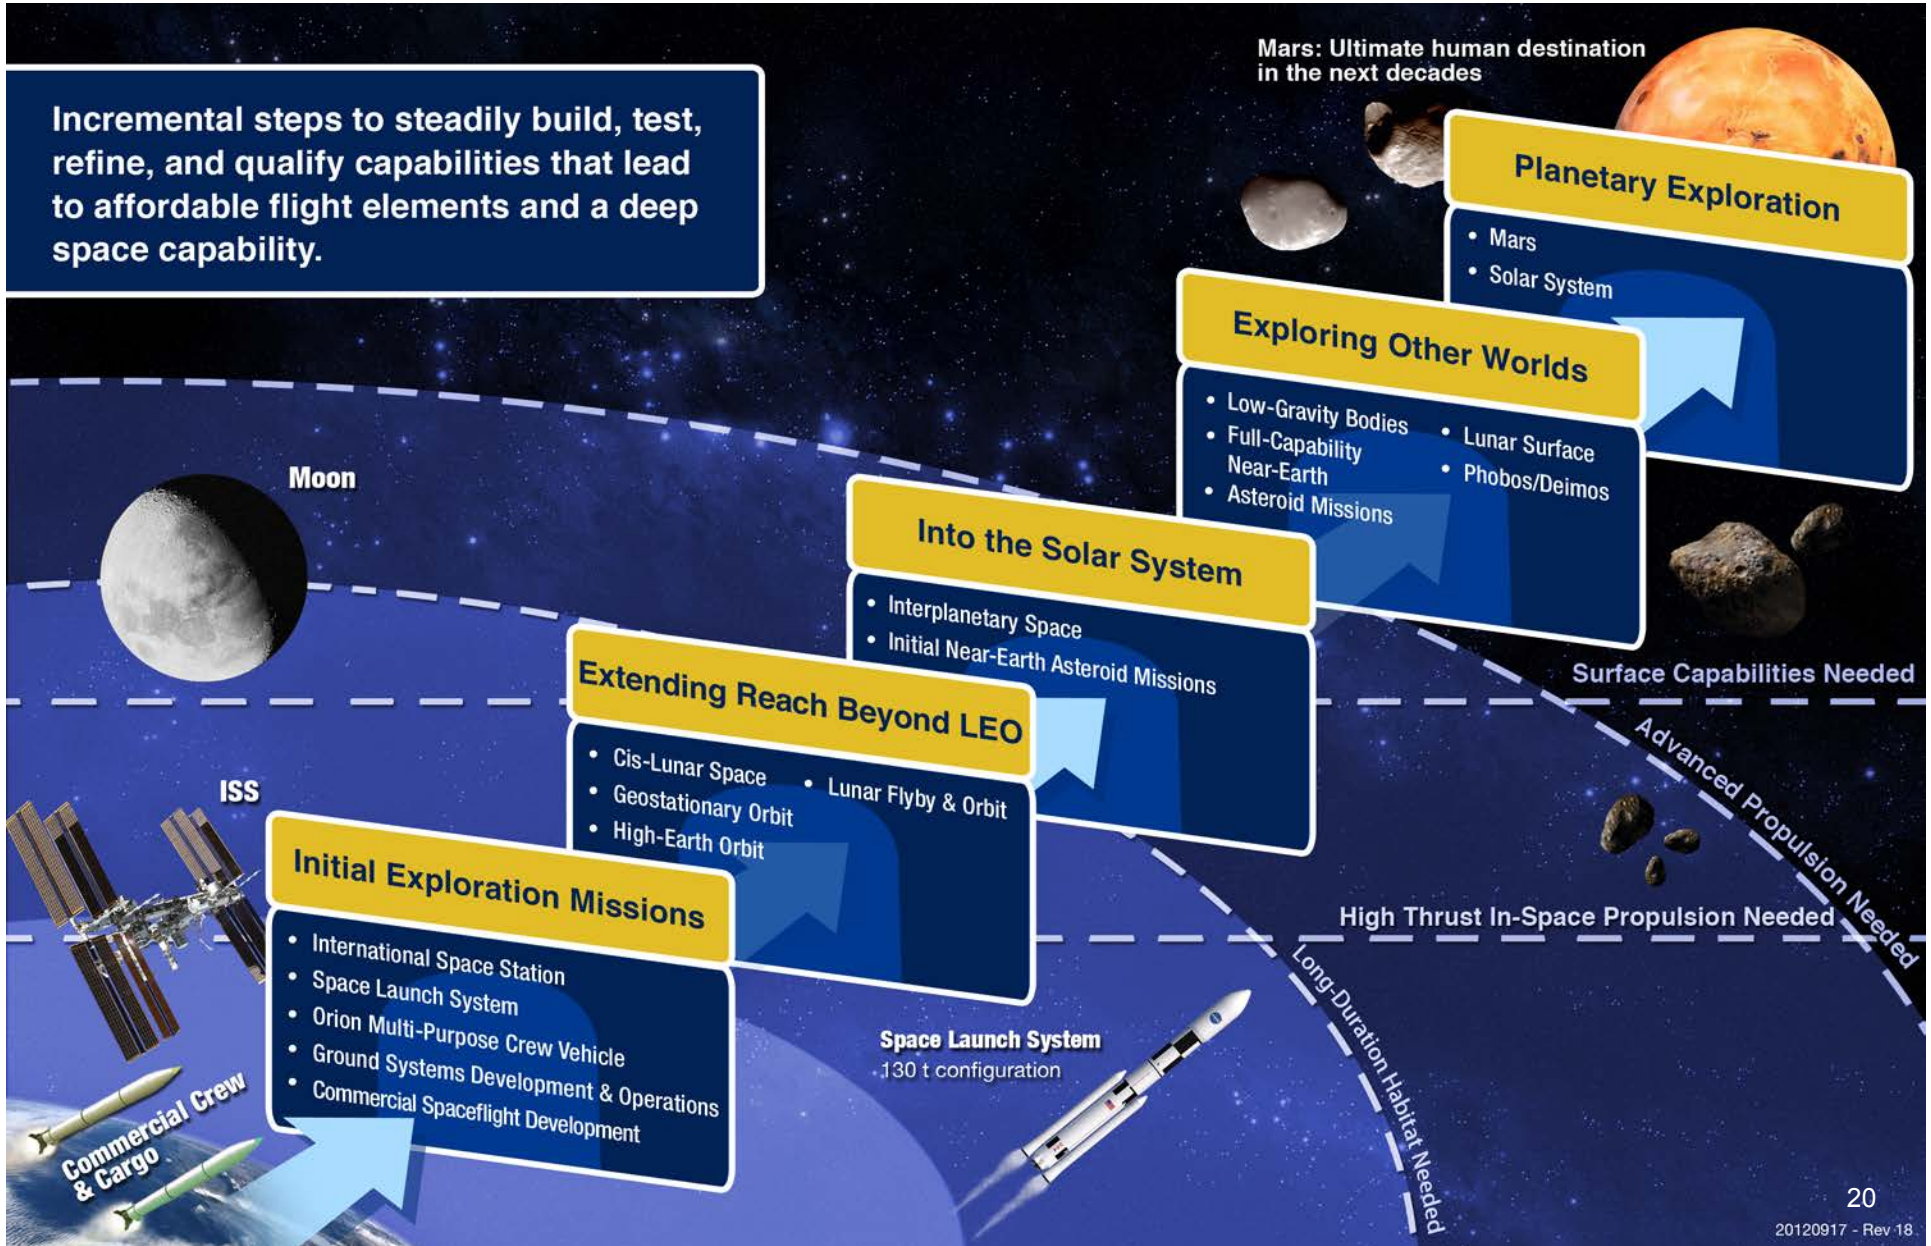 Mars: Ultimate human destination
in the next decades
Incremental steps to steadily build, test,
refine, and qualify capabilities that lead
to affordable flight elements and a deep
space capability.
Planetary Exploration
• Mars
• Solar System
Exploring Other Worlds
• Low-Gravity Bodies
• Full-Capability
Near-Earth
• Asteroid Missions
• Lunar Surface
• Phobos/Deimos
Moon
Into the Solar System
• Interplanetary Space
• Initial Near-Earth Asteroid Missions
Surface Capabilities Needed
Extending Reach Beyond LEO
• Cis-Lunar Space
• Geostationary Orbit
• High-Earth Orbit
• Lunar Flyby & Orbit
Advanced Propulsion Needed
ISS
Initial Exploration Missions
• International Space Station
• Space Launch System
• Orion Multi-Purpose Crew Vehicle
• Ground Systems Development & Operations
• Commercial Spaceflight Development
High Thrust In-Space Propulsion Needed
Long-Duration Habitat Needed
Space Launch System
130 t configuration
Commercial Crew
& Cargo
20
20120917 - Rev 18